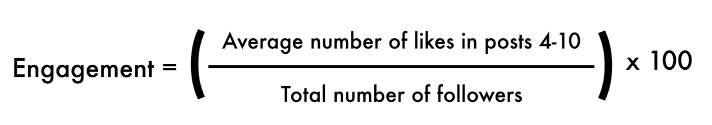 Average number of likes in posts 4-10
Engagement = ( ) x 100
Total number of followers